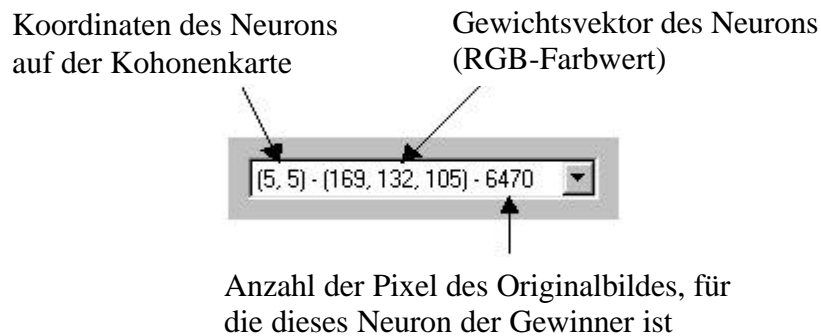 Koordinaten des Neurons
auf der Kohonenkarte
Gewichtsvektor des Neurons
(RGB-Farbwert)
(5, 5) - (169, 132, 105) - 6470
Anzahl der Pixel des Originalbildes, für
die dieses Neuron der Gewinner ist